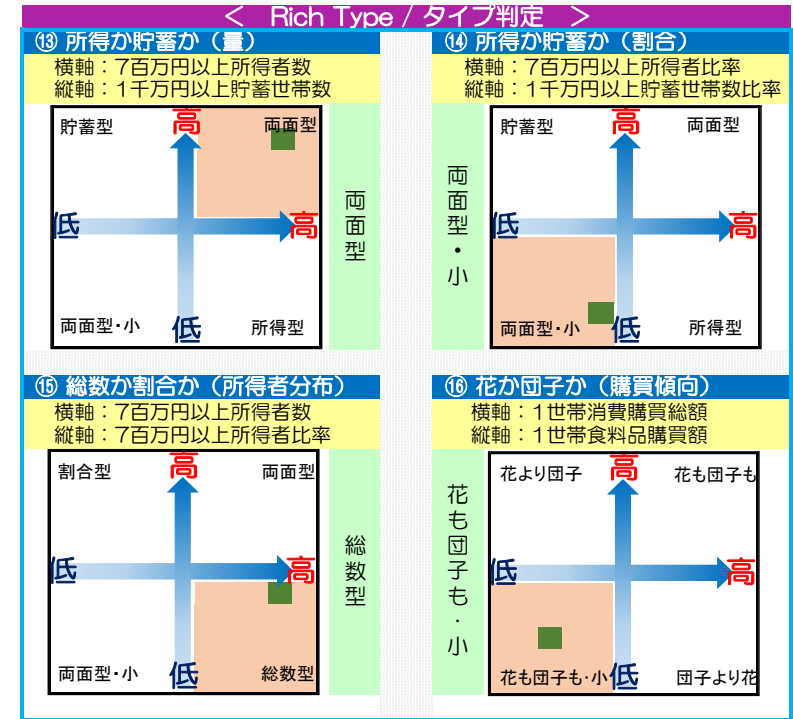 < Rich Type / タイプ判定 >
⑬ 所得か貯蓄か（量）
横軸：7百万円以上所得者数
縦軸：1千万円以上貯蓄世帯数
貯蓄型
高
両面型
低
高
両面型・小
低
所得型
両面型
⑭ 所得か貯蓄か（割合）
横軸：7百万円以上所得者比率
縦軸：1千万円以上貯蓄世帯数比率
両面型・小
貯蓄型
高
両面型
低
高
両面型・小
低
所得型
⑮ 総数か割合か（所得者分布）
横軸：7百万円以上所得者数
縦軸：7百万円以上所得者比率
割合型
高
両面型
低
高
両面型・小
低
総数型
総数型
⑯ 花か団子か（購買傾向）
横軸：1世帯消費購買総額
縦軸：1世帯食料品購買額
花も団子も・小
花より団子
高
花も団子も
低
高
花も団子も・小
低
団子より花